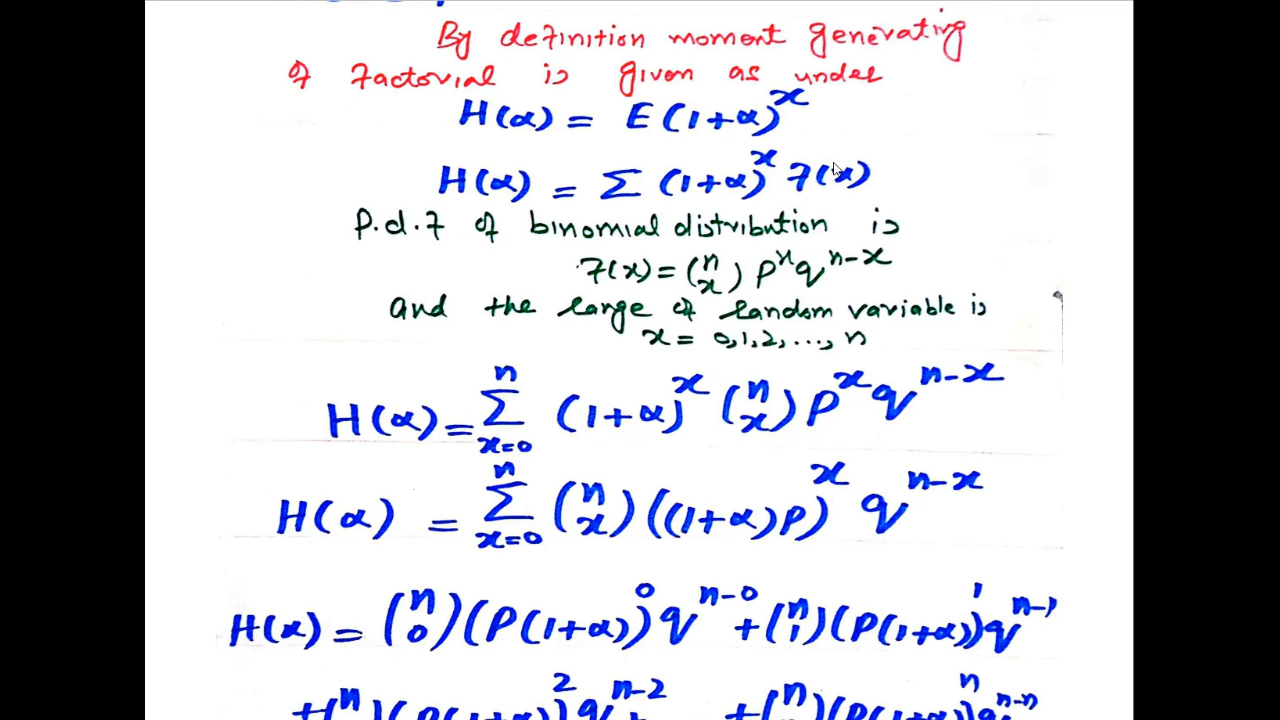 By definition moment generating
of factorial is given as under
H(α) = E(1+α)^x
H(α) = Σ (1+α)^x f(x)
P.d.f of binomial distribution is
f(x) = (n x) p^x q^{n-x}
and the range of random variable is
x = 0,1,2,..., n
H(α) = Σ_{x=0}^{n} (1+α)^x (n x) p^x q^{n-x}
H(α) = Σ_{x=0}^{n} (n x) ((1+α)p)^x q^{n-x}
H(α) = (n 0)(p(1+α))^0 q^{n-0} + (n 1)(p(1+α))^1 q^{n-1}